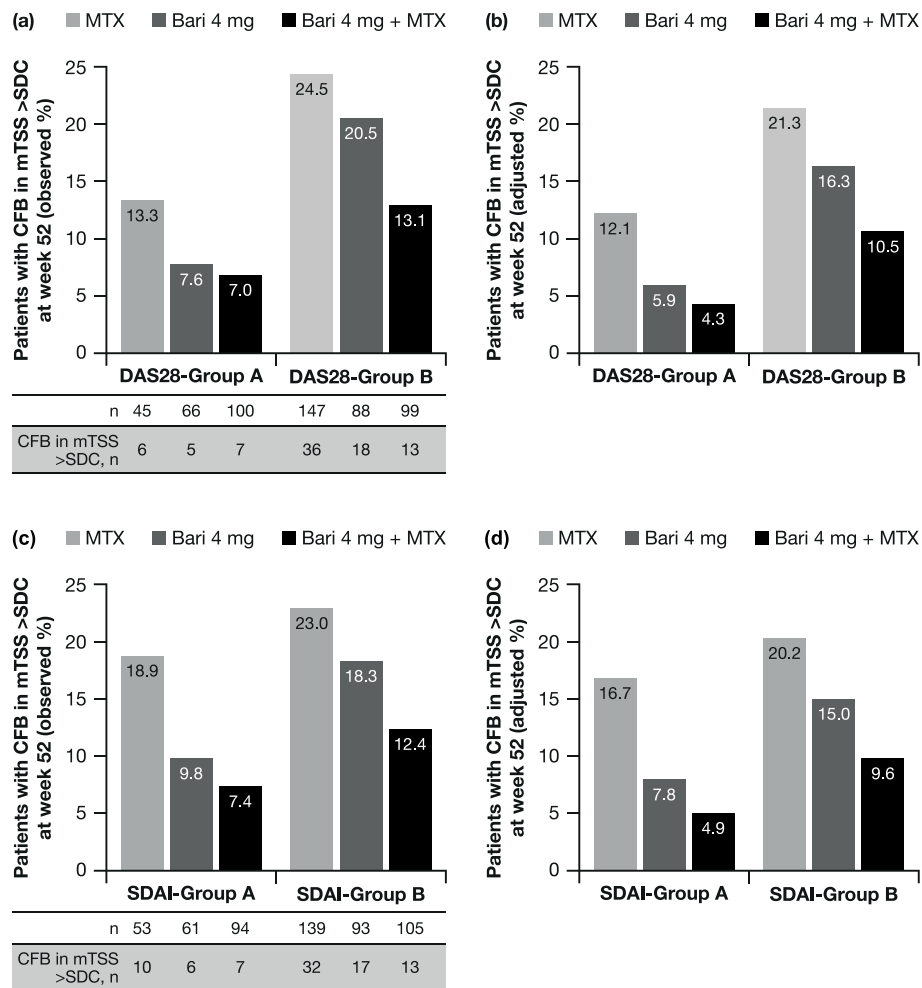 (a) MTX Bari 4 mg Bari 4 mg + MTX
Patients with CFB in mTSS >SDC
at week 52 (observed %)
25
20
15
10
5
0
13.3
7.6
7.0
24.5
20.5
13.1
DAS28-Group A DAS28-Group B
n 45 66 100 147 88 99
CFB in mTSS
>SDC, n 6 5 7 36 18 13
(b) MTX Bari 4 mg Bari 4 mg + MTX
Patients with CFB in mTSS >SDC
at week 52 (adjusted %)
25
20
15
10
5
0
12.1
5.9
4.3
21.3
16.3
10.5
DAS28-Group A DAS28-Group B
(c) MTX Bari 4 mg Bari 4 mg + MTX
Patients with CFB in mTSS >SDC
at week 52 (observed %)
25
20
15
10
5
0
18.9
9.8
7.4
23.0
18.3
12.4
SDAI-Group A SDAI-Group B
n 53 61 94 139 93 105
CFB in mTSS
>SDC, n 10 6 7 32 17 13
(d) MTX Bari 4 mg Bari 4 mg + MTX
Patients with CFB in mTSS >SDC
at week 52 (adjusted %)
25
20
15
10
5
0
16.7
7.8
4.9
20.2
15.0
9.6
SDAI-Group A SDAI-Group B